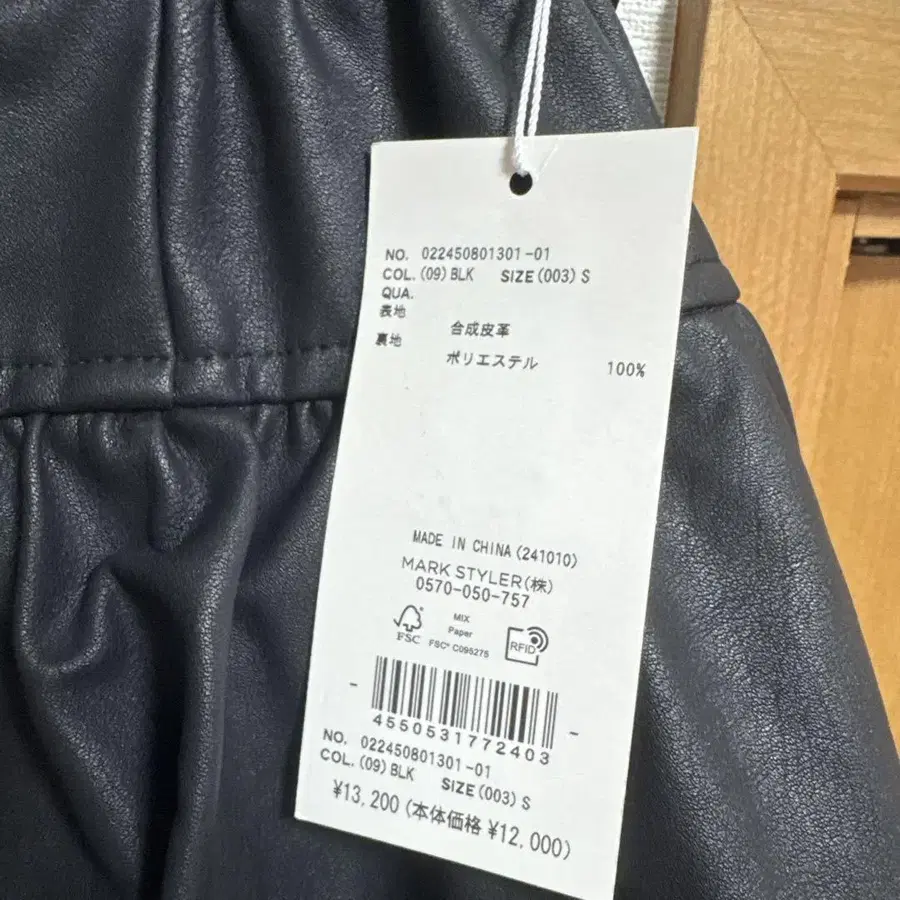 NO. 022450801301-01
COL. (09) BLK SIZE (003) S
QUA.
表地 合成皮革
裏地 ポリエステル 100%
MADE IN CHINA (241010)
MARK STYLER(株)
0570-050-757
FSC
MIX
Paper
FSC® C095275
RFID
4550531772403
NO. 022450801301-01
COL. (09) BLK SIZE (003) S
¥13,200 (本体価格 ¥12,000)